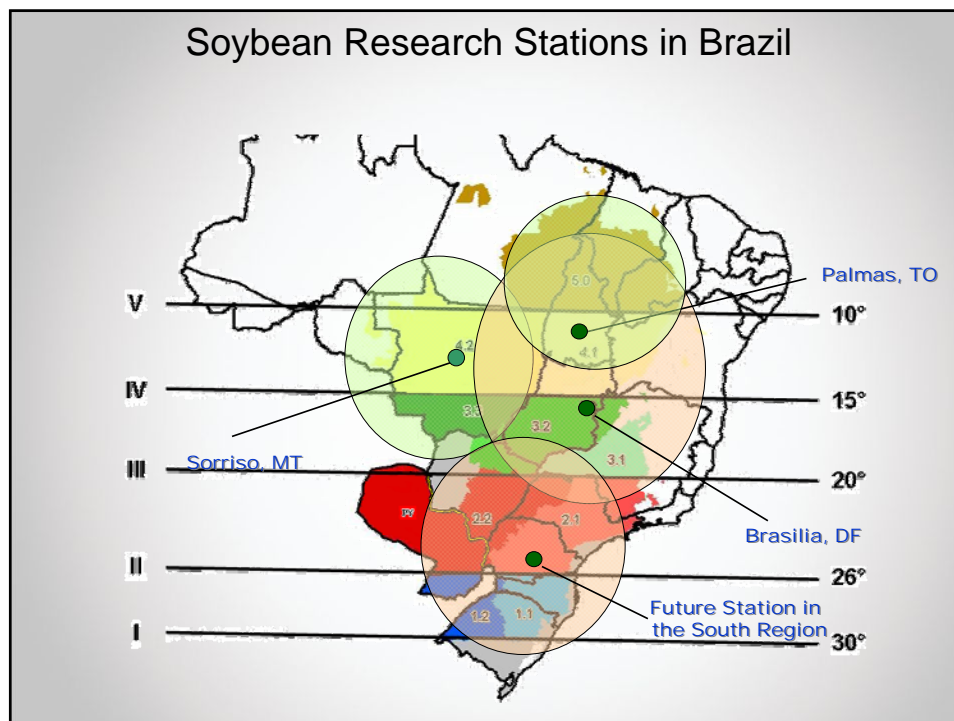 Soybean Research Stations in Brazil
5.0
Palmas, TO
V
10°
4.2
4.1
IV
15°
3.3
3.2
Sorriso, MT
3.1
III
20°
PY
2.2
2.1
Brasilia, DF
II
26°
Future Station in
the South Region
1.2
1.1
I
30°